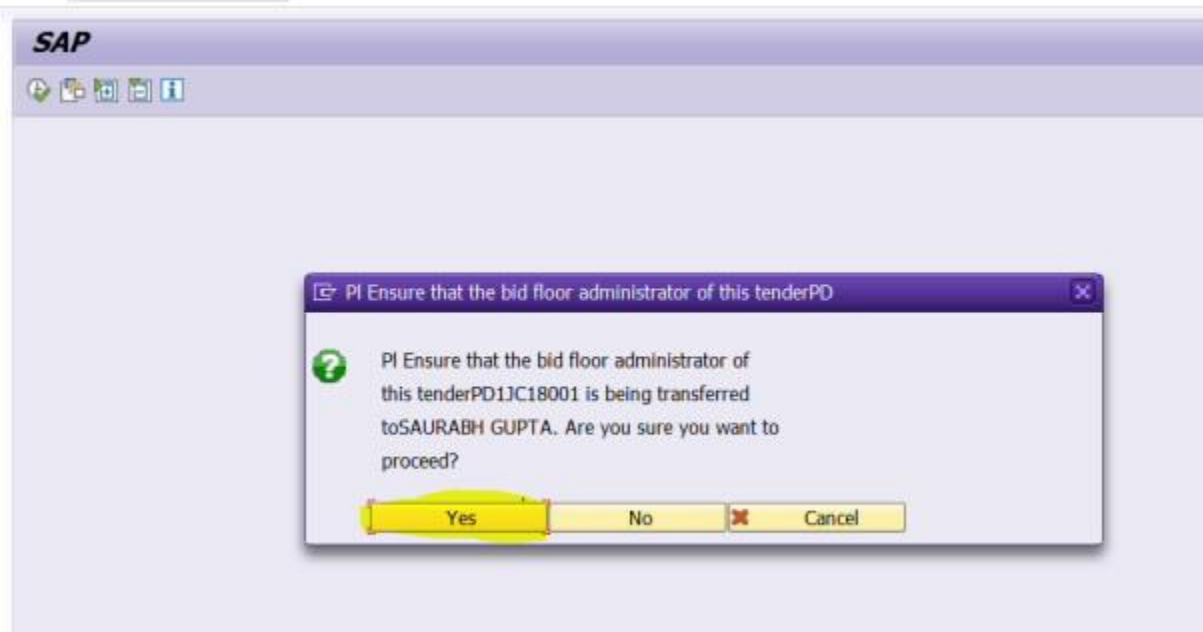 SAP
Pl Ensure that the bid floor administrator of this tenderPD
Pl Ensure that the bid floor administrator of
this tenderPD1JC18001 is being transferred
toSAURABH GUPTA. Are you sure you want to
proceed?
Yes No Cancel